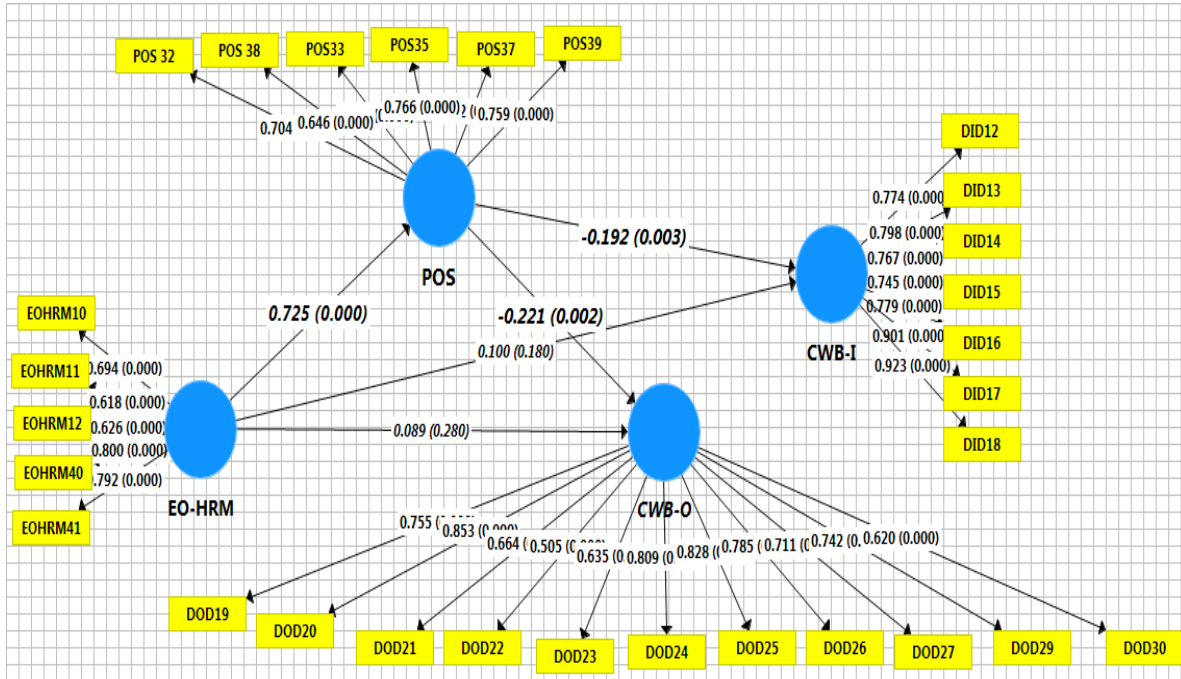 POS 32
POS 38
POS33
POS35
POS37
POS39
0.704
0.646 (0.000)
0.766 (0.000)
0.759 (0.000)
POS
DID12
DID13
DID14
DID15
DID16
DID17
DID18
0.774 (0.000
0.798 (0.000)
0.767 (0.000)
0.745 (0.000)
0.779 (0.000)
0.901 (0.000
0.923 (0.000)
CWB-I
-0.192 (0.003)
0.725 (0.000)
-0.221 (0.002)
0.100 (0.180)
0.089 (0.280)
EOHRM10
EOHRM11
EOHRM12
EOHRM40
EOHRM41
0.694 (0.000)
0.618 (0.000)
0.626 (0.000)
0.800 (0.000)
0.792 (0.000)
EO-HRM
CWB-O
0.755
0.853 (0.000)
0.664
0.505
0.635
0.809
0.828
0.785
0.711
0.742
0.620 (0.000)
DOD19
DOD20
DOD21
DOD22
DOD23
DOD24
DOD25
DOD26
DOD27
DOD29
DOD30